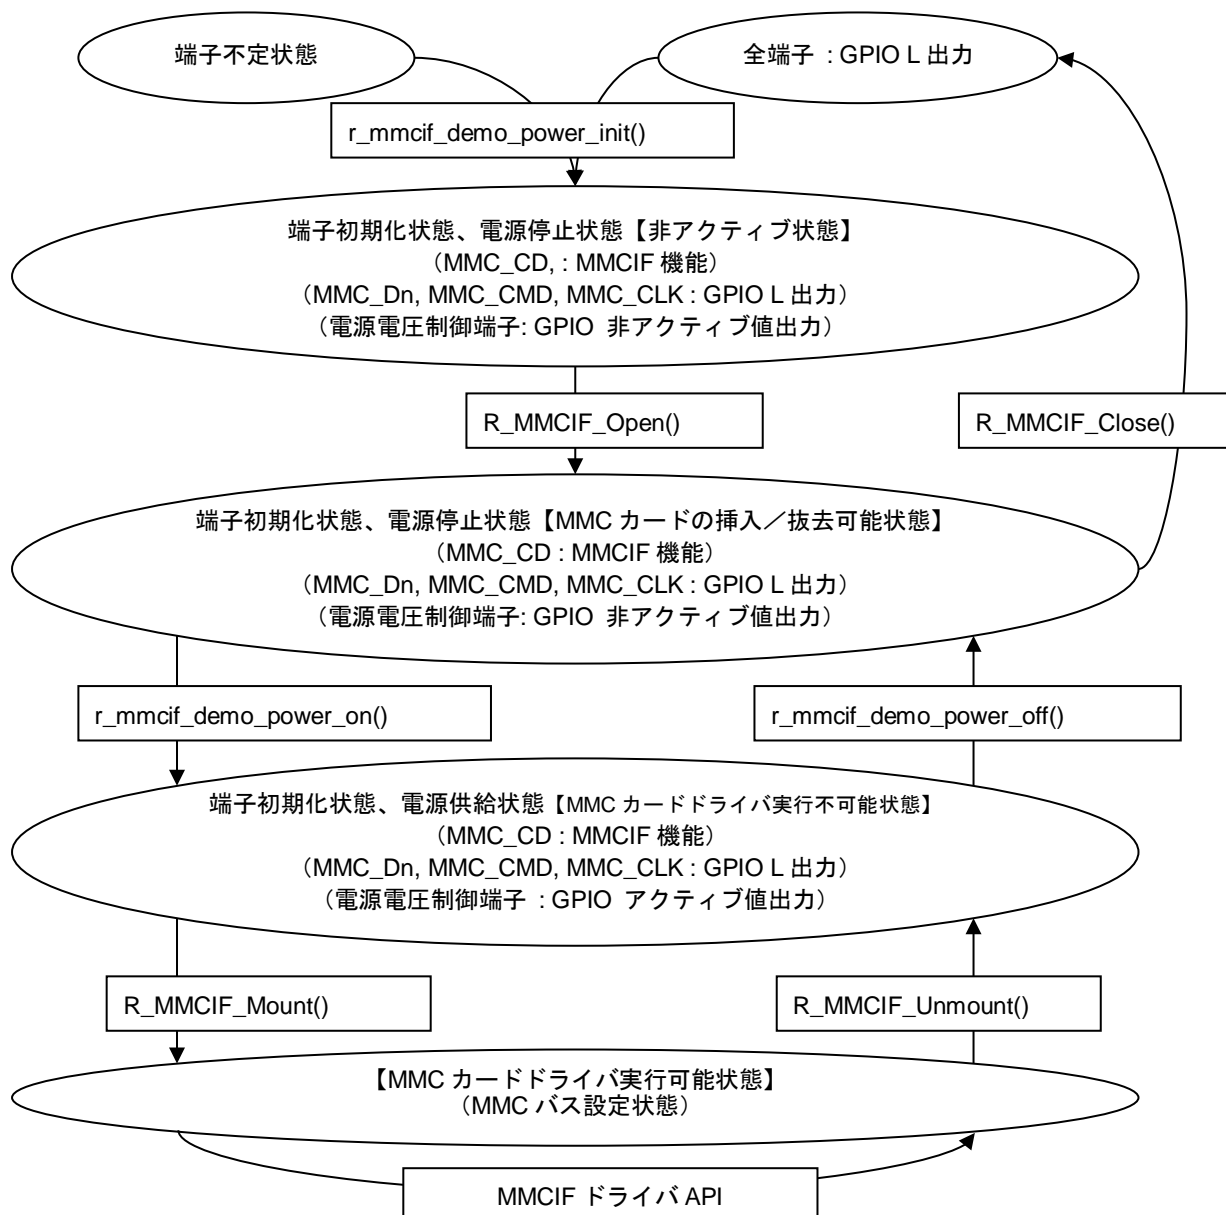 端子不定状態
全端子 : GPIO L 出力
r_mmcif_demo_power_init()
端子初期化状態、電源停止状態【非アクティブ状態】
（MMC_CD, : MMCIF 機能）
（MMC_Dn, MMC_CMD, MMC_CLK : GPIO L 出力）
（電源電圧制御端子: GPIO 非アクティブ値出力）
R_MMCIF_Open()
R_MMCIF_Close()
端子初期化状態、電源停止状態【MMC カードの挿入／抜去可能状態】
（MMC_CD : MMCIF 機能）
（MMC_Dn, MMC_CMD, MMC_CLK : GPIO L 出力）
（電源電圧制御端子: GPIO 非アクティブ値出力）
r_mmcif_demo_power_on()
r_mmcif_demo_power_off()
端子初期化状態、電源供給状態【MMC カードドライバ実行不可能状態】
（MMC_CD : MMCIF 機能）
（MMC_Dn, MMC_CMD, MMC_CLK : GPIO L 出力）
（電源電圧制御端子 : GPIO アクティブ値出力）
R_MMCIF_Mount()
R_MMCIF_Unmount()
【MMC カードドライバ実行可能状態】
（MMC バス設定状態）
MMCIF ドライバ API